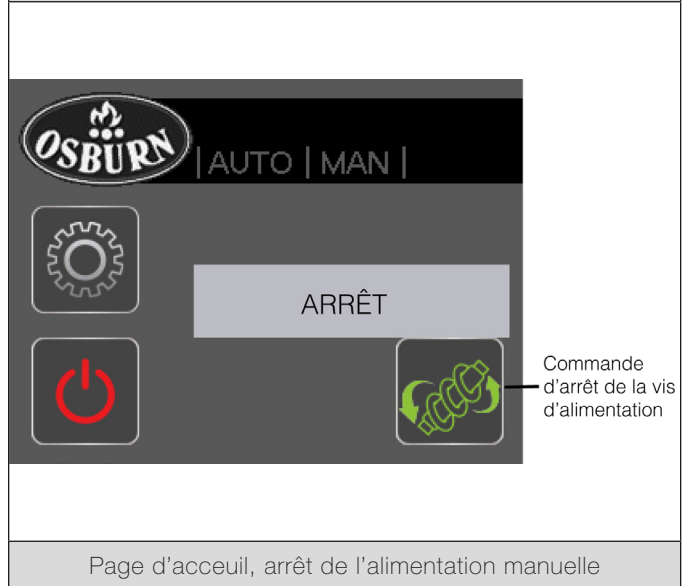 OSBURN
| AUTO | MAN |
ARRÊT
Commande
d'arrêt de la vis
d'alimentation
Page d'acceuil, arrêt de l'alimentation manuelle